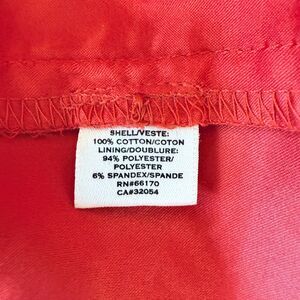 SHELL/VESTE:
100% COTTON/COTON
LINING/DOUBLURE:
94% POLYESTER/
POLYESTER
6% SPANDEX/SPANDE
RN#66170
CA#32054